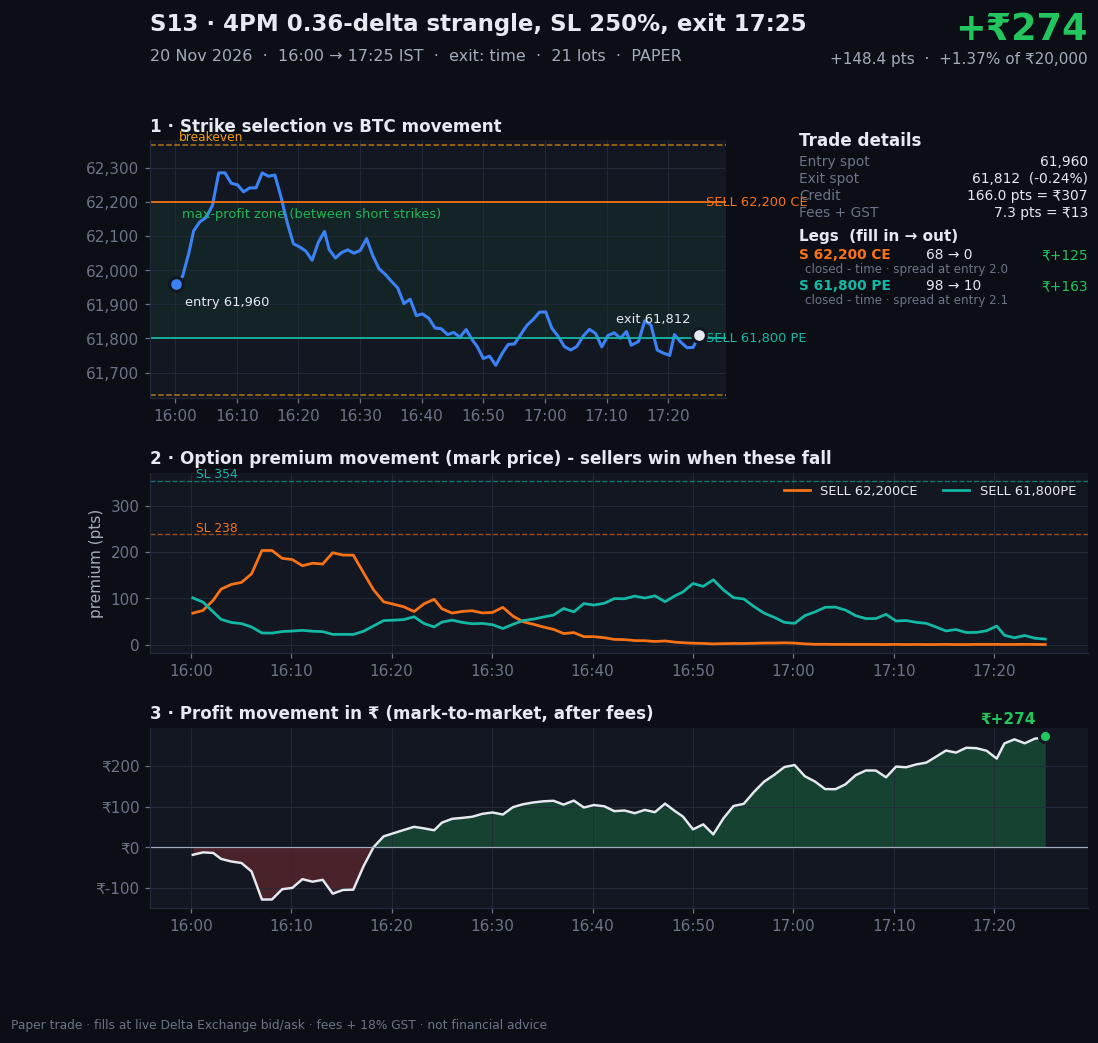 S13 · 4PM 0.36-delta strangle, SL 250%, exit 17:25
+₹274
20 Nov 2026 · 16:00 → 17:25 IST · exit: time · 21 lots · PAPER
+148.4 pts · +1.37% of ₹20,000
1 · Strike selection vs BTC movement
breakeven
62,300
62,200
62,100
62,000
61,900
61,800
61,700
SELL 62,200 CE
max-profit zone (between short strikes)
entry 61,960
exit 61,812
SELL 61,800 PE
16:00 16:10 16:20 16:30 16:40 16:50 17:00 17:10 17:20
Trade details
Entry spot 61,960
Exit spot 61,812 (-0.24%)
Credit 166.0 pts = ₹307
Fees + GST 7.3 pts = ₹13
Legs (fill in → out)
S 62,200 CE 68 → 0 ₹+125
closed - time · spread at entry 2.0
S 61,800 PE 98 → 10 ₹+163
closed - time · spread at entry 2.1
2 · Option premium movement (mark price) - sellers win when these fall
SL 354
SL 238
SELL 62,200CE SELL 61,800PE
premium (pts)
300
200
100
0
16:00 16:10 16:20 16:30 16:40 16:50 17:00 17:10 17:20
3 · Profit movement in ₹ (mark-to-market, after fees)
₹+274
₹200
₹100
₹0
₹-100
16:00 16:10 16:20 16:30 16:40 16:50 17:00 17:10 17:20
Paper trade · fills at live Delta Exchange bid/ask · fees + 18% GST · not financial advice